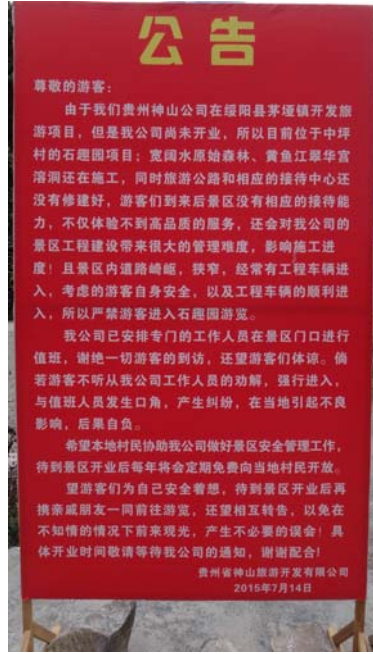 公告
尊敬的游客：
由于我们贵州神山公司在绥阳县茅垭镇开发旅
游项目，但是我公司尚未开业，所以目前位于中坪
村的石趣园项目；宽阔水原始森林、黄鱼江翠华宫
溶洞还在施工，同时旅游公路和相应的接待中心还
没有修建好，游客们到来后景区没有相应的接待能
力，不仅体验不到高品质的服务，还会对我公司的
景区工程建设带来很大的管理难度，影响施工进
度！且景区内道路崎岖，狭窄，经常有工程车辆进
入，考虑的游客自身安全，以及工程车辆的顺利进
入，所以严禁游客进入石趣园游览。
我公司已安排专门的工作人员在景区门口进行
值班，谢绝一切游客的到访，还望游客们体谅。倘
若游客不听从我公司工作人员的劝解，强行进入，
与值班人员发生口角，产生纠纷，在当地引起不良
影响，后果自负。
希望本地村民协助我公司做好景区安全管理工作，
待到景区开业后每年将会定期免费向当地村民开放。
望游客们为自己安全着想，待到景区开业后再
携亲戚朋友一同前往游览，还望相互转告，以免在
不知情的情况下前来观光，产生不必要的误会！具
体开业时间敬请等待我公司的通知，谢谢配合！
贵州省神山旅游开发有限公司
2015年7月14日